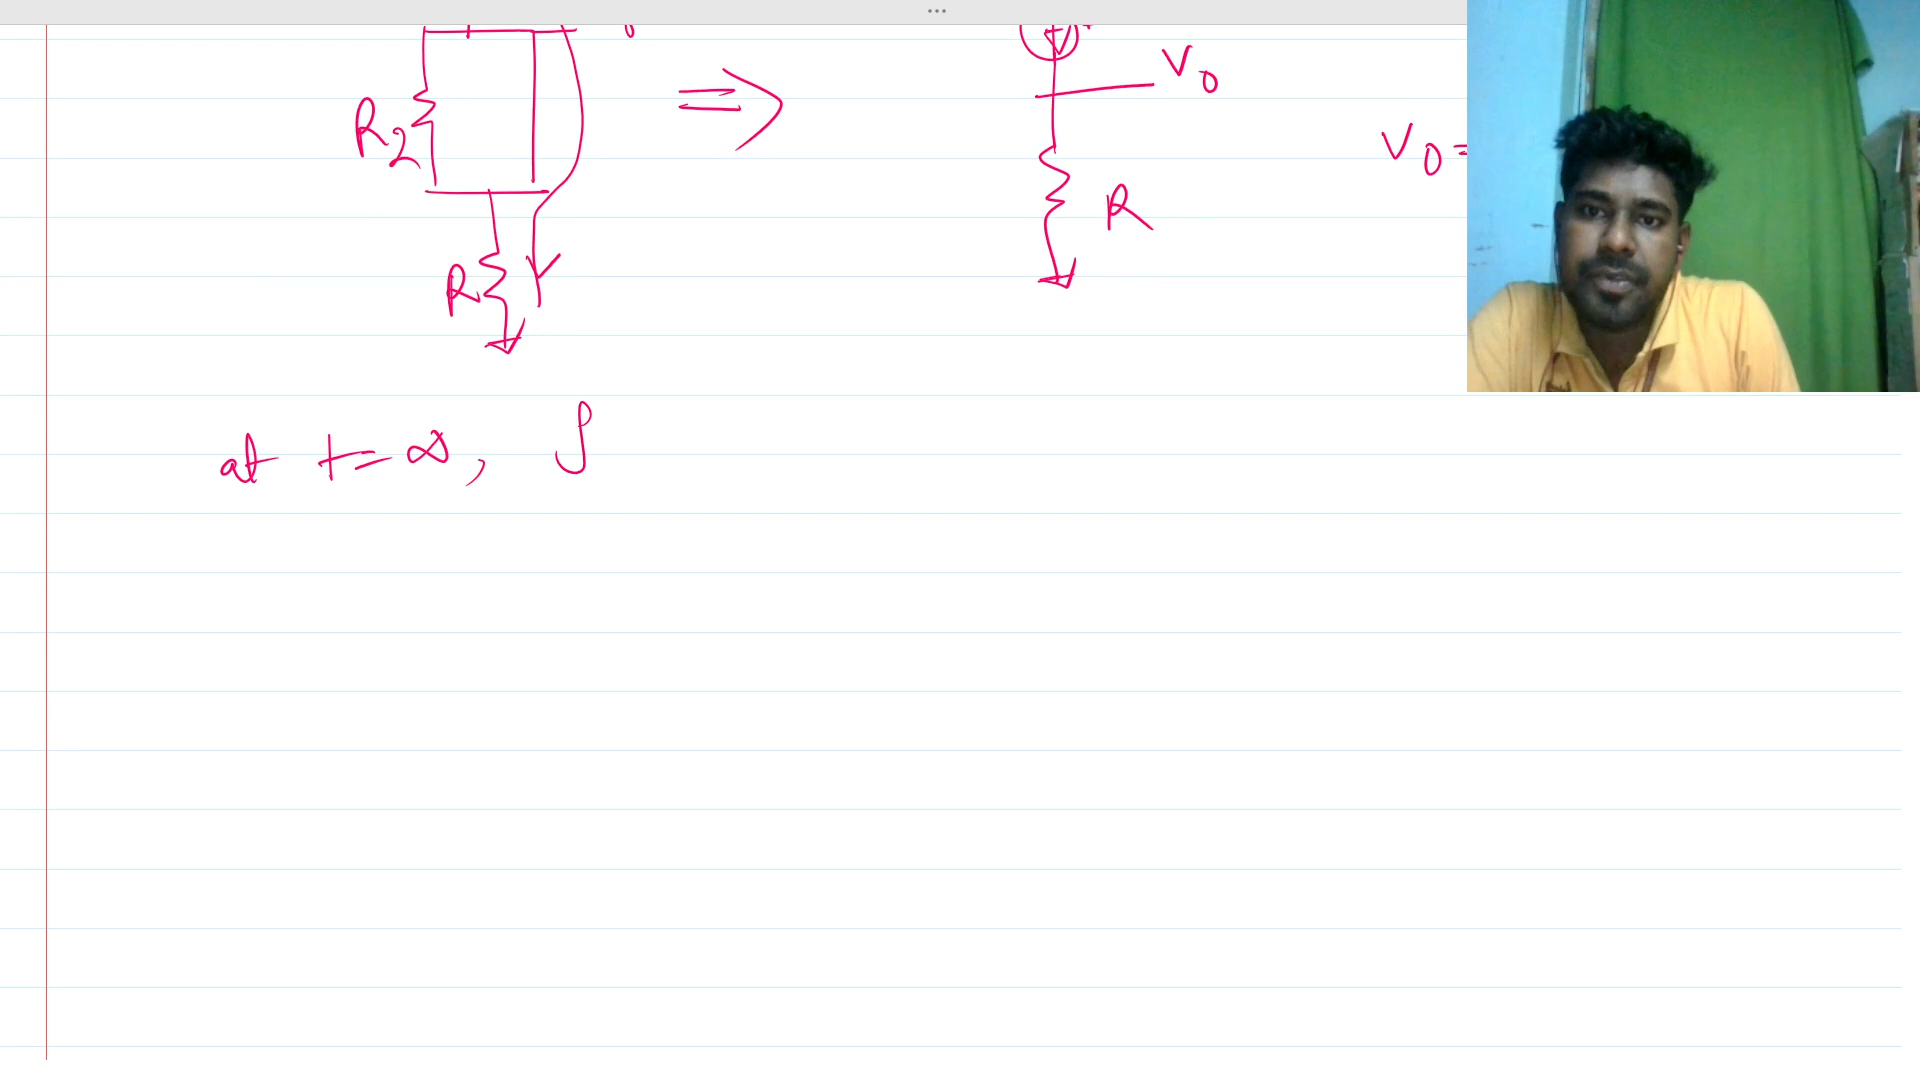 V0
R2
V0=
R
R
at t=∞,